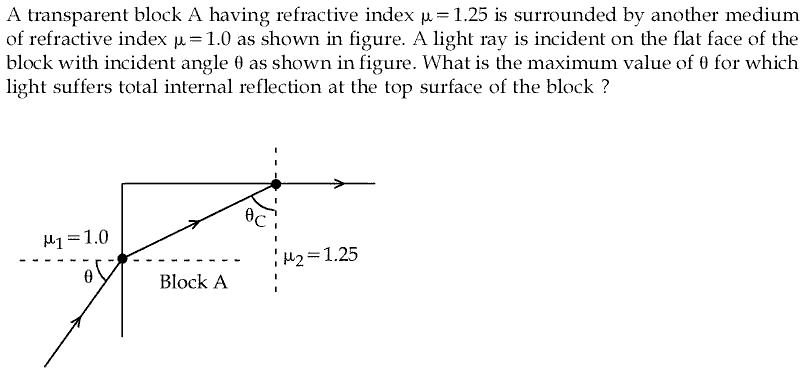 A transparent block A having refractive index μ=1.25 is surrounded by another medium
of refractive index μ=1.0 as shown in figure. A light ray is incident on the flat face of the
block with incident angle θ as shown in figure. What is the maximum value of θ for which
light suffers total internal reflection at the top surface of the block ?
θC
μ1=1.0
μ2=1.25
θ
Block A